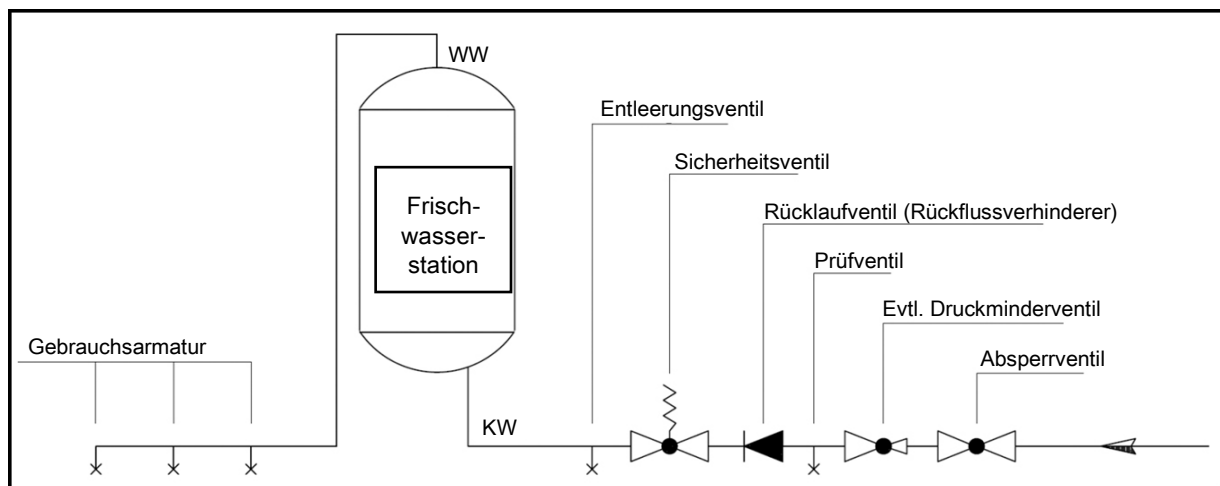 WW
Entleerungsventil
Sicherheitsventil
Frisch-
wasser-
station
Rücklaufventil (Rückflussverhinderer)
Prüfventil
Evtl. Druckminderventil
Gebrauchsarmatur
Absperrventil
KW